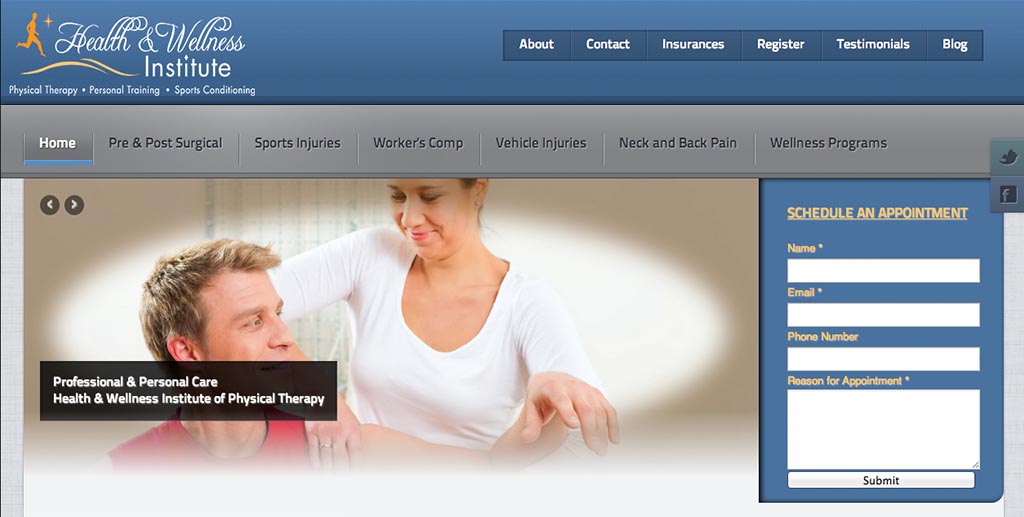 Health & Wellness
Institute
Physical Therapy • Personal Training • Sports Conditioning
About Contact Insurances Register Testimonials Blog
Home Pre & Post Surgical Sports Injuries Worker's Comp Vehicle Injuries Neck and Back Pain Wellness Programs
SCHEDULE AN APPOINTMENT
Name *
Email *
Phone Number
Reason for Appointment *
Submit
Professional & Personal Care
Health & Wellness Institute of Physical Therapy